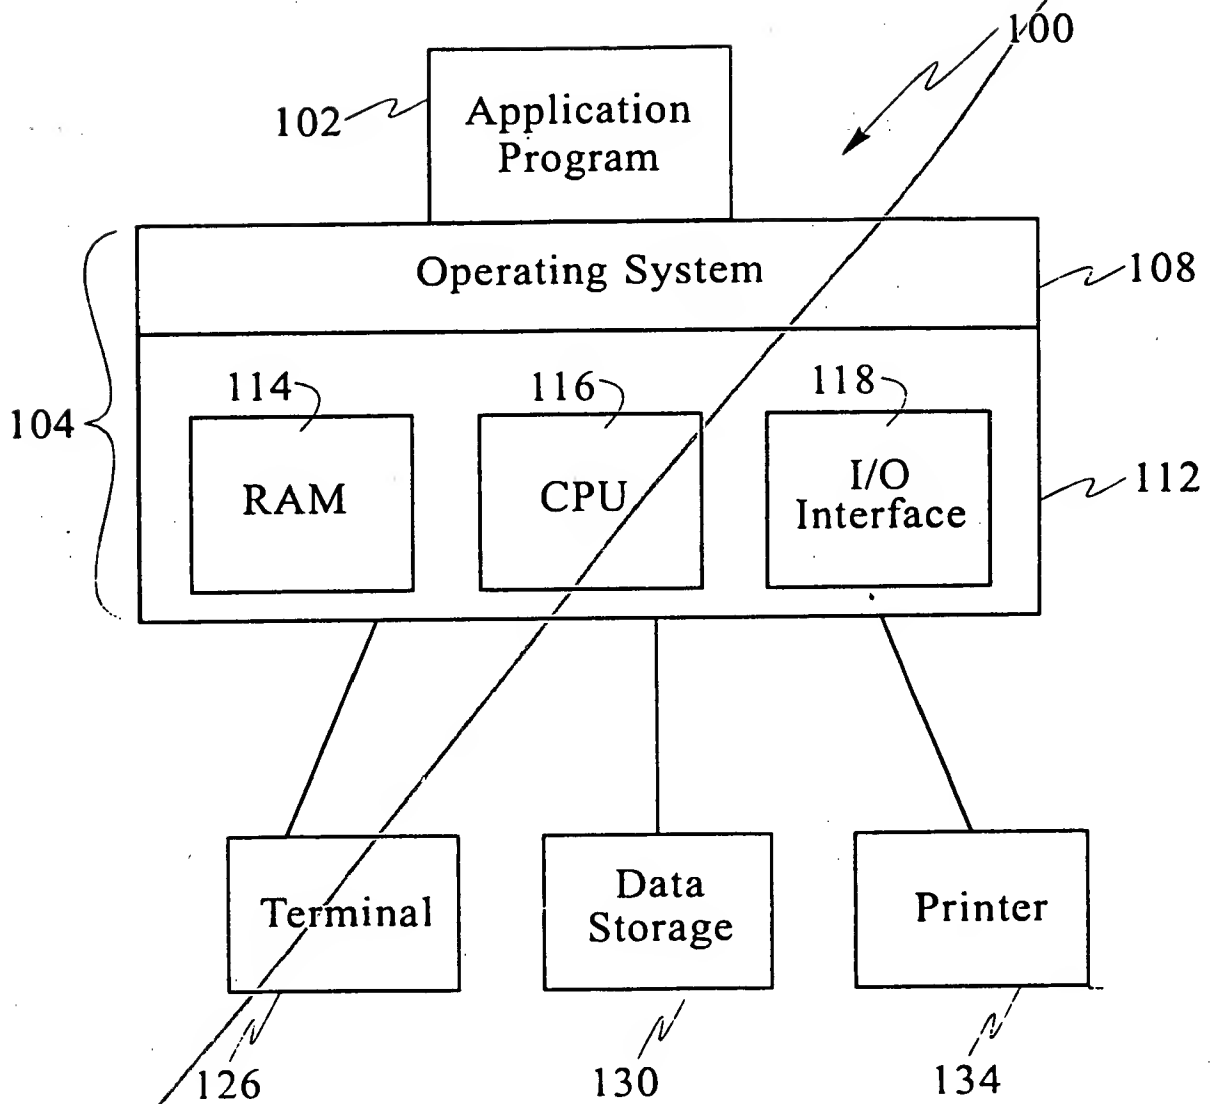 100
102
Application
Program
Operating System
108
104
114
116
118
RAM
CPU
I/O
Interface
112
Terminal
Data
Storage
Printer
126
130
134